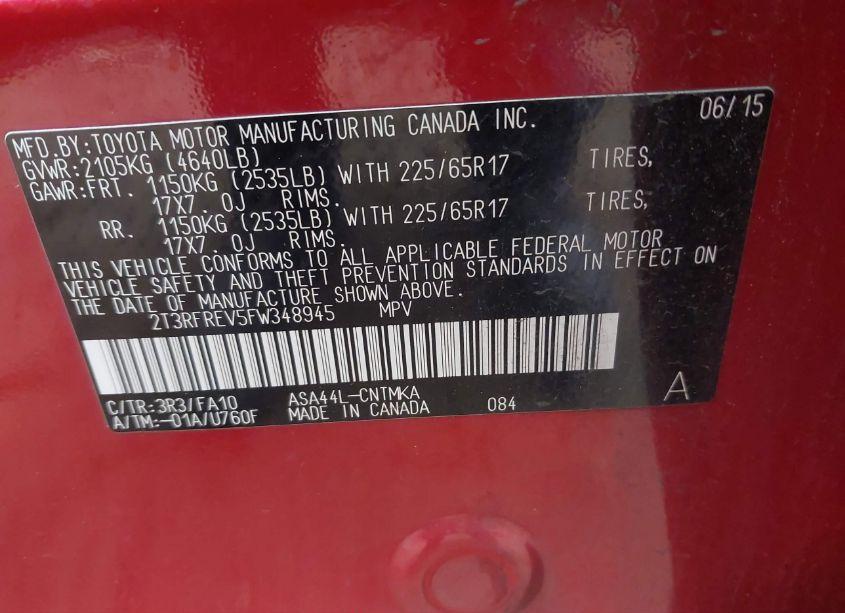 06/15
MFD. BY:TOYOTA MOTOR MANUFACTURING CANADA INC.
GVWR:2105KG (4640LB)
GAWR:FRT. 1150KG (2535LB) WITH 225/65R17 TIRES,
17X7. 0J RIMS.
RR. 1150KG (2535LB) WITH 225/65R17 TIRES,
17X7. 0J RIMS.
THIS VEHICLE CONFORMS TO ALL APPLICABLE FEDERAL MOTOR
VEHICLE SAFETY AND THEFT PREVENTION STANDARDS IN EFFECT ON
THE DATE OF MANUFACTURE SHOWN ABOVE.
2T3RFREV5FW348945 MPV
C/TR:3R3/FA10 ASA44L-CNTMKA
A/TM:-01A/U760F MADE IN CANADA 084
A